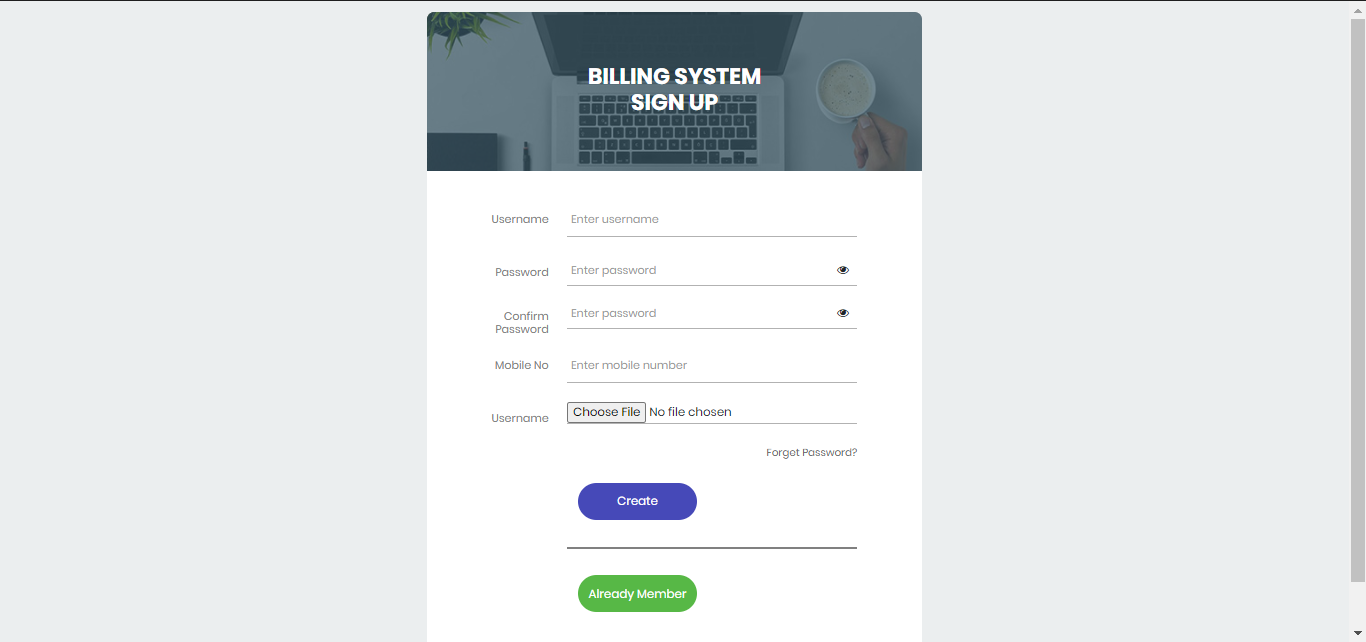 BILLING SYSTEM
SIGN UP
Username
Enter username
Password
Enter password
Confirm
Password
Enter password
Mobile No
Enter mobile number
Username
Choose File No file chosen
Forget Password?
Create
Already Member